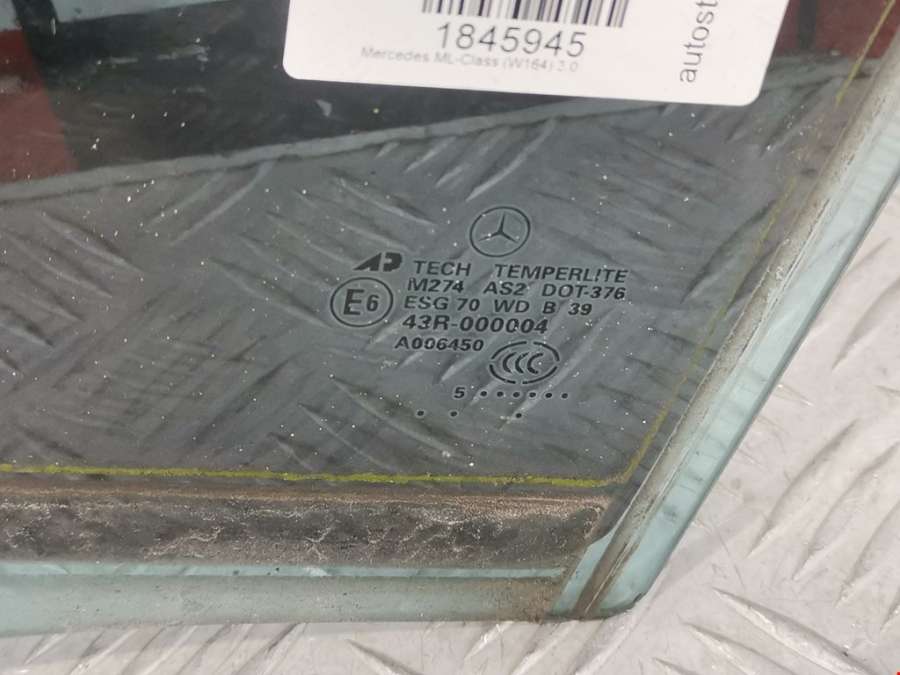 1845945
Mercedes ML-Class (W164) 3.0
autost
AP TECH TEMPERLITE
M274 AS2 DOT-376
E6
ESG 70 WD B 39
43R-000004
A006450
CCC
5 ••••••
• • •